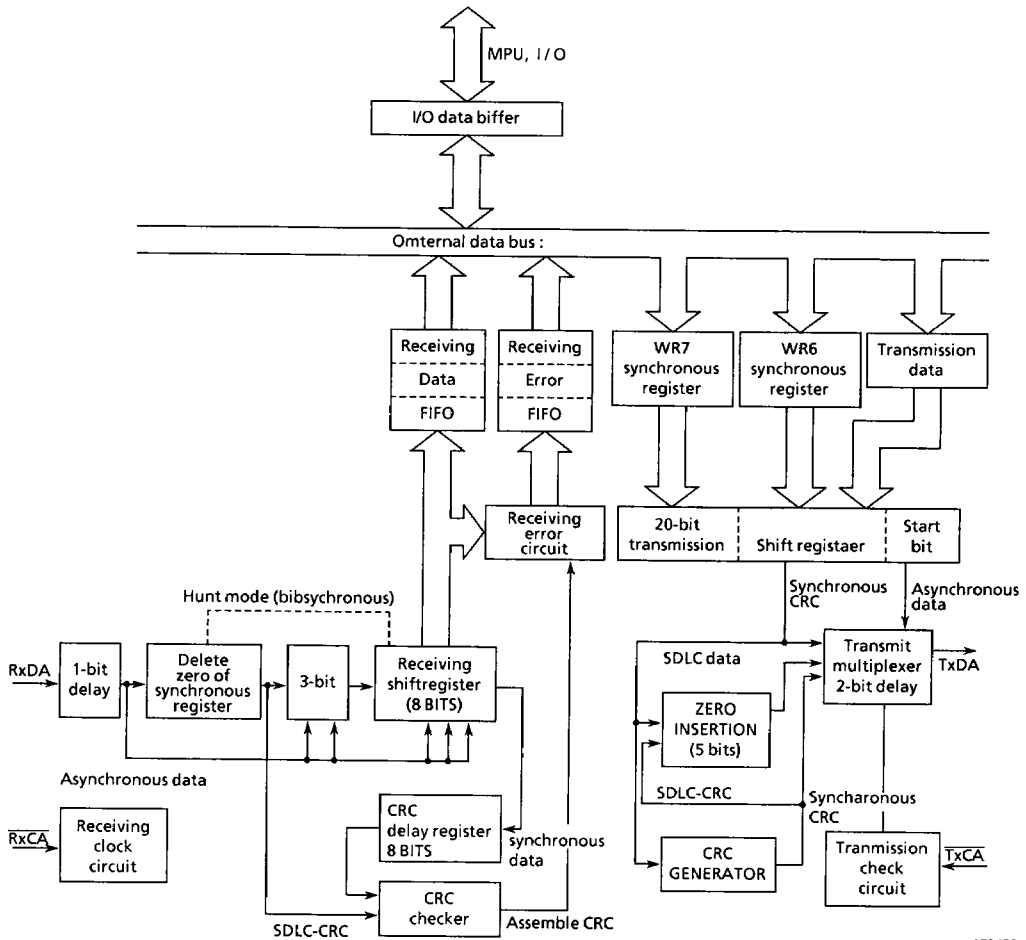 MPU, I/O
I/O data biffer
Omternal data bus :
Receiving
Data
FIFO
Receiving
Error
FIFO
WR7
synchronous
register
WR6
synchronous
register
Transmission
data
Receiving
error
circuit
20-bit
transmission
Shift registaer
Start
bit
Synchronous
CRC
Asynchronous
data
Hunt mode (bibsychronous)
RxDA
1-bit
delay
Delete
zero of
synchronous
register
3-bit
Receiving
shiftregister
(8 BITS)
SDLC data
Transmit
multiplexer
2-bit delay
TxDA
ZERO
INSERTION
(5 bits)
Asynchronous data
SDLC-CRC
Syncharonous
CRC
RxCA
Receiving
clock
circuit
CRC
delay register
8 BITS
synchronous
data
CRC
GENERATOR
Tranmission
check
circuit
TxCA
CRC
checker
SDLC-CRC
Assemble CRC